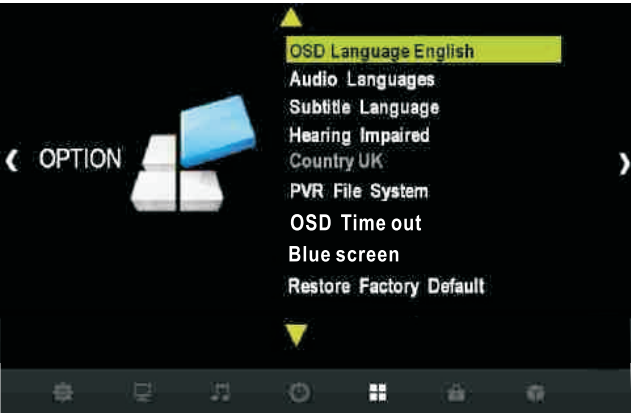 OPTION
OSD Language English
Audio Languages
Subtitle Language
Hearing Impaired
Country UK
PVR File System
OSD Time out
Blue screen
Restore Factory Default